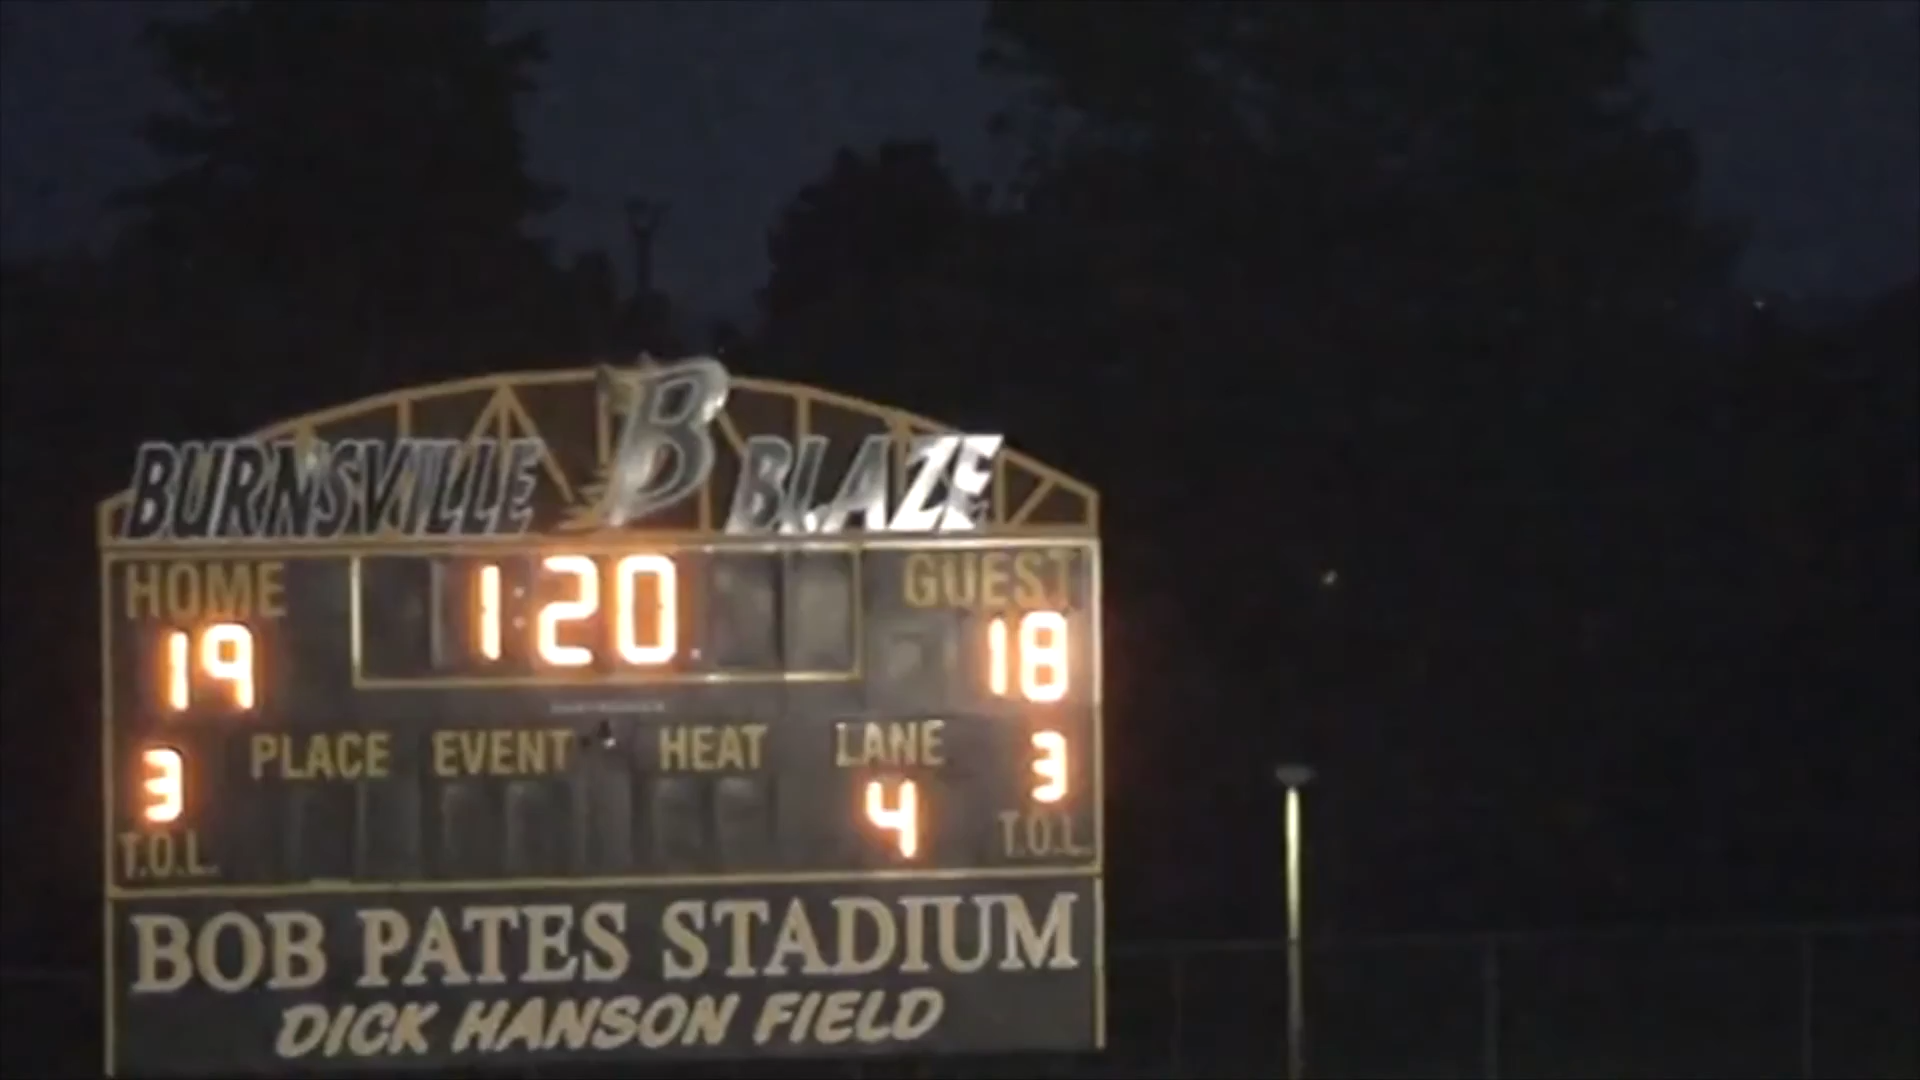 BURNSVILLE B BLAZE
HOME 1:20 GUEST
19 18
PLACE EVENT HEAT LANE
3 4 3
T.O.L. T.O.L.
BOB PATES STADIUM
DICK HANSON FIELD